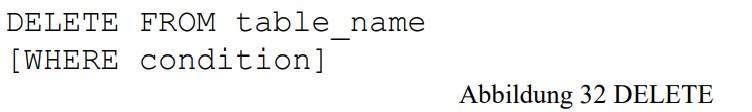 DELETE FROM table_name
[WHERE condition]
Abbildung 32 DELETE